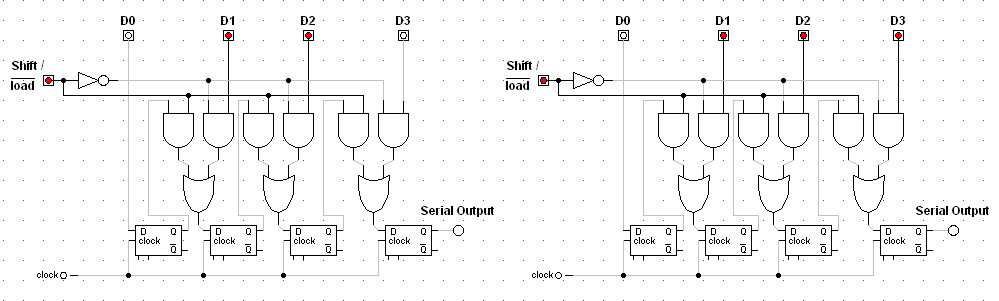 D0 D1 D2 D3
Shift /
load
D Q D Q D Q D Q
clock clock clock clock
Q Q Q Q
Serial Output
clock
D0 D1 D2 D3
Shift /
load
D Q D Q D Q D Q
clock clock clock clock
Q Q Q Q
Serial Output
clock